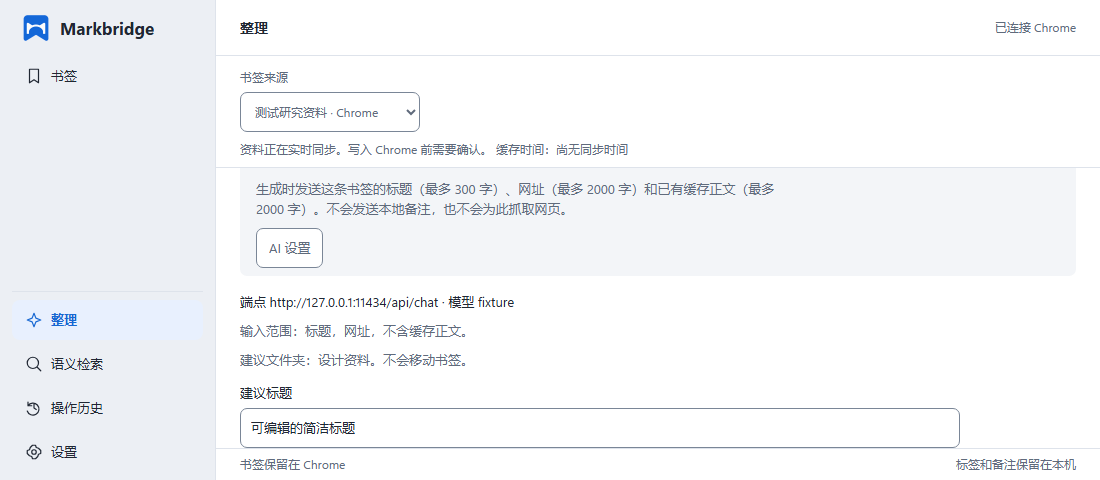 Markbridge
书签
整理
语义检索
操作历史
设置
整理
已连接 Chrome
书签来源
测试研究资料 · Chrome
资料正在实时同步。写入 Chrome 前需要确认。 缓存时间：尚无同步时间
生成时发送这条书签的标题（最多 300 字）、网址（最多 2000 字）和已有缓存正文（最多
2000 字）。不会发送本地备注，也不会为此抓取网页。
AI 设置
端点 http://127.0.0.1:11434/api/chat · 模型 fixture
输入范围：标题，网址，不含缓存正文。
建议文件夹：设计资料。不会移动书签。
建议标题
可编辑的简洁标题
书签保留在 Chrome
标签和备注保留在本机